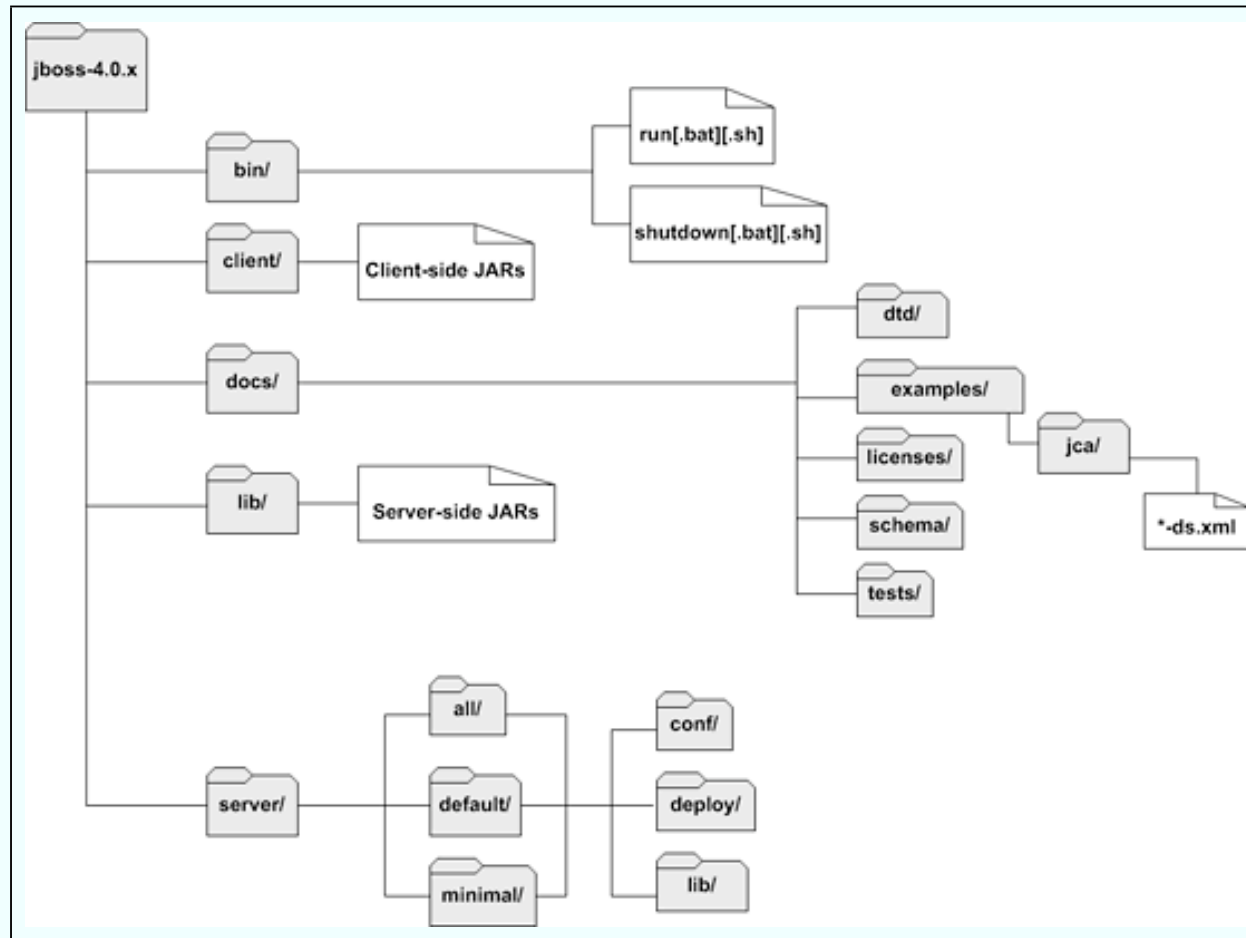 jboss-4.0.x
bin/
run[.bat][.sh]
shutdown[.bat][.sh]
client/
Client-side JARs
docs/
dtd/
examples/
jca/
*-ds.xml
licenses/
schema/
tests/
lib/
Server-side JARs
server/
all/
default/
minimal/
conf/
deploy/
lib/